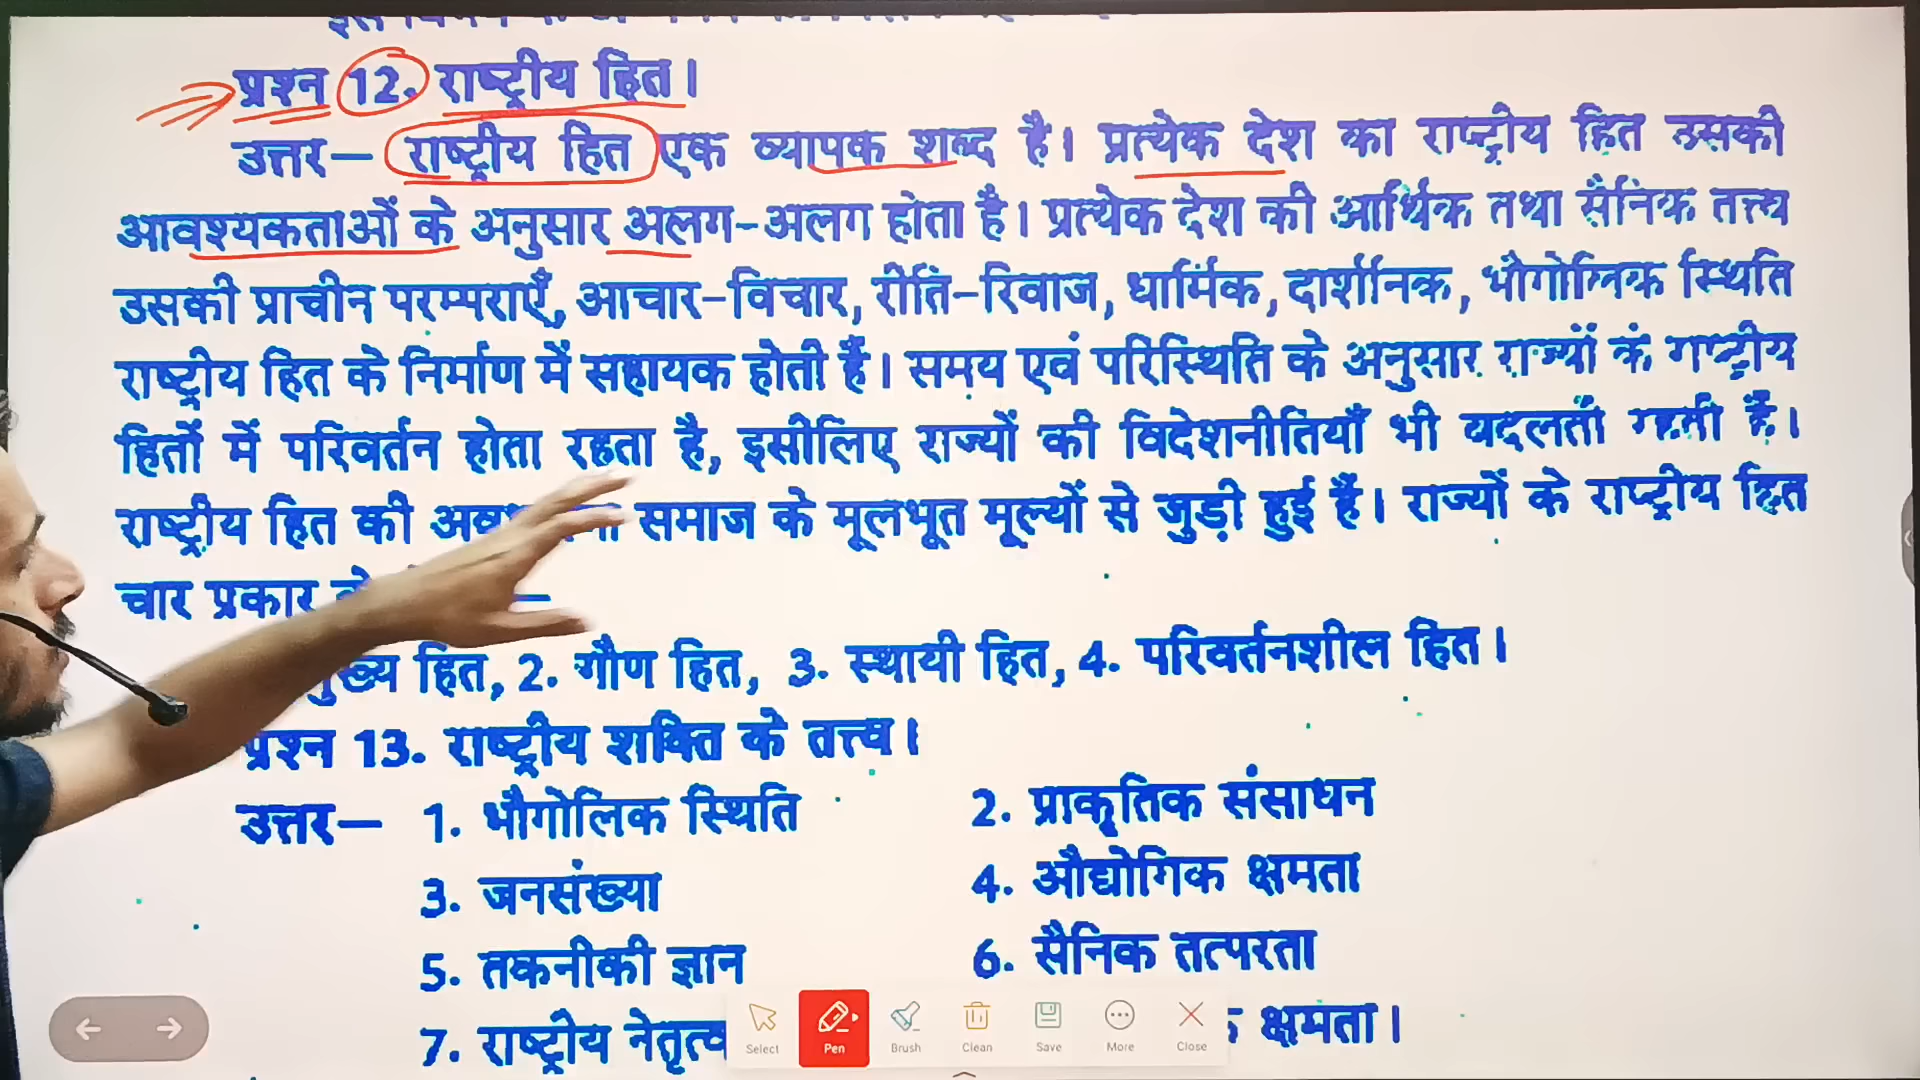 प्रश्न 12. राष्ट्रीय हित।
उत्तर— राष्ट्रीय हित एक व्यापक शब्द है। प्रत्येक देश का राष्ट्रीय हित उसकी
आवश्यकताओं के अनुसार अलग-अलग होता है। प्रत्येक देश की आर्थिक तथा सैनिक तत्त्व
उसकी प्राचीन परम्पराएँ, आचार-विचार, रीति-रिवाज, धार्मिक, दार्शनिक, भौगोलिक स्थिति
राष्ट्रीय हित के निर्माण में सहायक होती हैं। समय एवं परिस्थिति के अनुसार राज्यों के राष्ट्रीय
हितों में परिवर्तन होता रहता है, इसीलिए राज्यों की विदेशनीतियाँ भी बदलती रहती हैं।
राष्ट्रीय हित की समाज के मूलभूत मूल्यों से जुड़ी हुई हैं। राज्यों के राष्ट्रीय हित
चार प्रकार —
हित, 2. गौण हित, 3. स्थायी हित, 4. परिवर्तनशील हित।
प्रश्न 13. राष्ट्रीय शक्ति के तत्त्व।
उत्तर— 1. भौगोलिक स्थिति 2. प्राकृतिक संसाधन
3. जनसंख्या 4. औद्योगिक क्षमता
5. तकनीकी ज्ञान 6. सैनिक तत्परता
7. राष्ट्रीय क्षमता।
Select Pen Brush Clean Save More Close